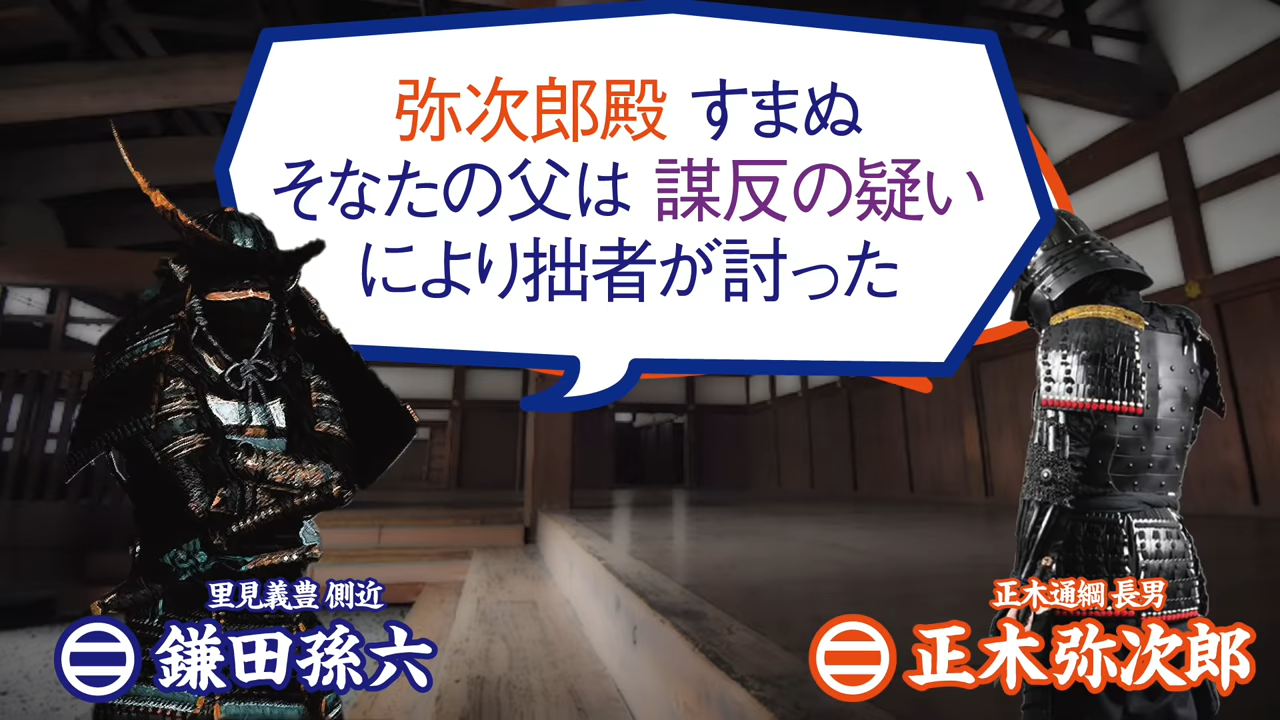 弥次郎殿 すまぬ
そなたの父は 謀反の疑い
により拙者が討った
里見義豊 側近
鎌田孫六
正木通綱 長男
正木弥次郎